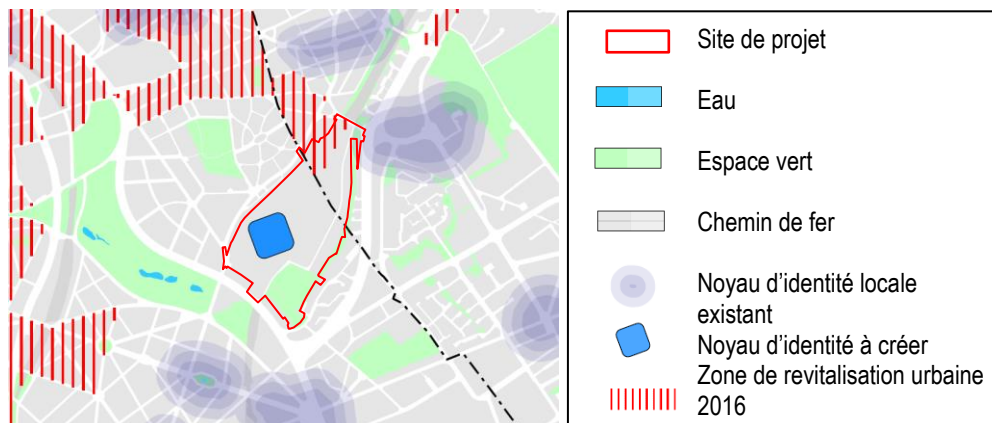 Site de projet
Eau
Espace vert
Chemin de fer
Noyau d’identité locale
existant
Noyau d’identité à créer
Zone de revitalisation urbaine
2016